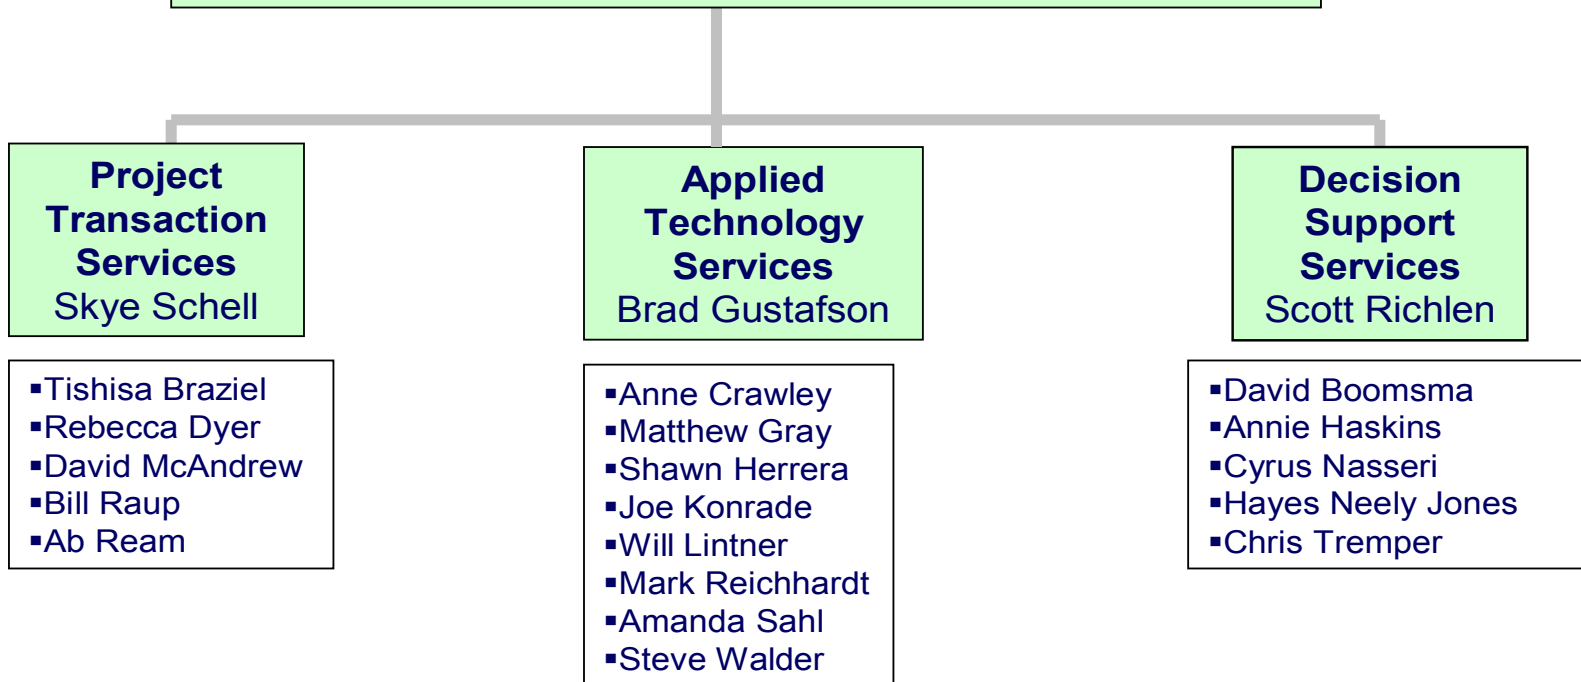 Project
Transaction
Services
Skye Schell
▪Tishisa Braziel
▪Rebecca Dyer
▪David McAndrew
▪Bill Raup
▪Ab Ream
Applied
Technology
Services
Brad Gustafson
▪Anne Crawley
▪Matthew Gray
▪Shawn Herrera
▪Joe Konrade
▪Will Lintner
▪Mark Reichhardt
▪Amanda Sahl
▪Steve Walder
Decision
Support
Services
Scott Richlen
▪David Boomsma
▪Annie Haskins
▪Cyrus Nasseri
▪Hayes Neely Jones
▪Chris Tremper